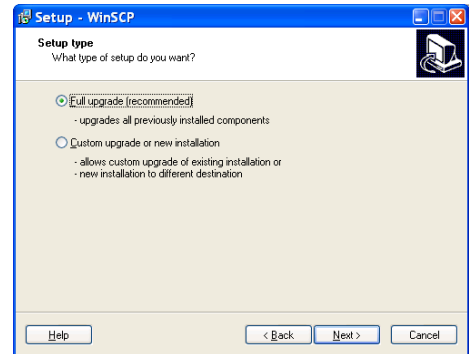 Setup - WinSCP
Setup type
What type of setup do you want?
Full upgrade (recommended)
- upgrades all previously installed components
Custom upgrade or new installation
- allows custom upgrade of existing installation or
- new installation to different destination
Help
< Back
Next >
Cancel